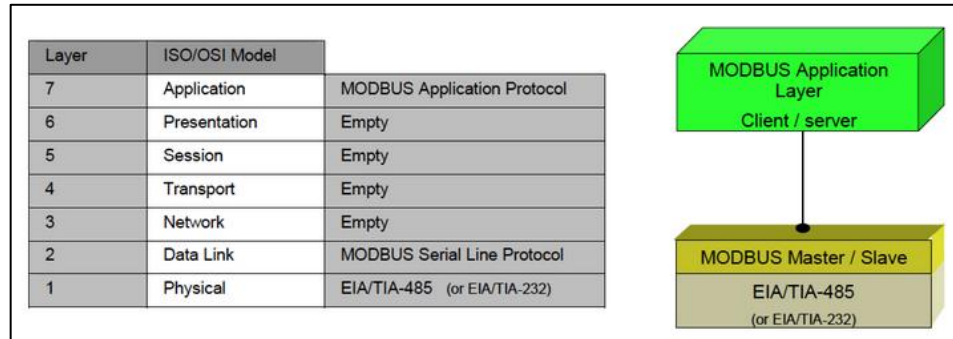 Layer ISO/OSI Model
7 Application MODBUS Application Protocol
6 Presentation Empty
5 Session Empty
4 Transport Empty
3 Network Empty
2 Data Link MODBUS Serial Line Protocol
1 Physical EIA/TIA-485 (or EIA/TIA-232)
MODBUS Application
Layer
Client / server
MODBUS Master / Slave
EIA/TIA-485
(or EIA/TIA-232)